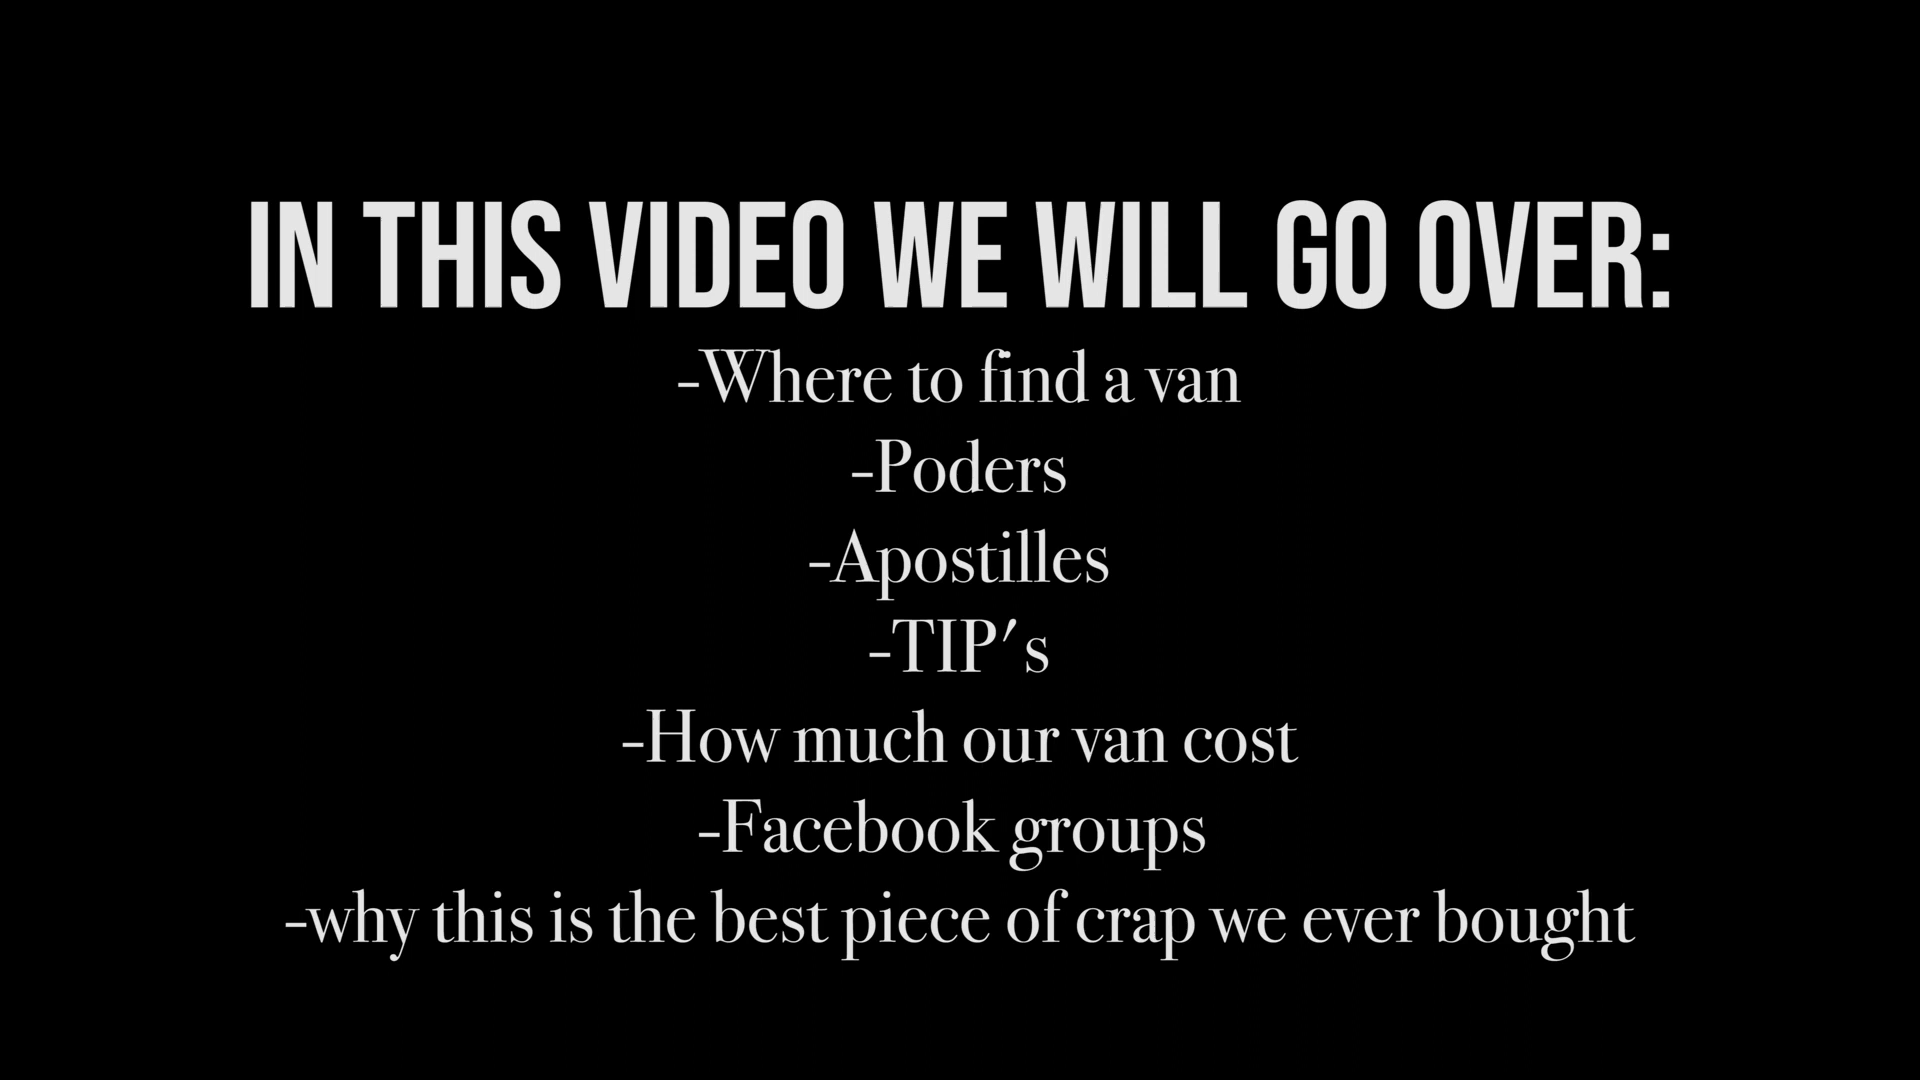 IN THIS VIDEO WE WILL GO OVER:
-Where to find a van
-Poders
-Apostilles
-TIP's
-How much our van cost
-Facebook groups
-why this is the best piece of crap we ever bought